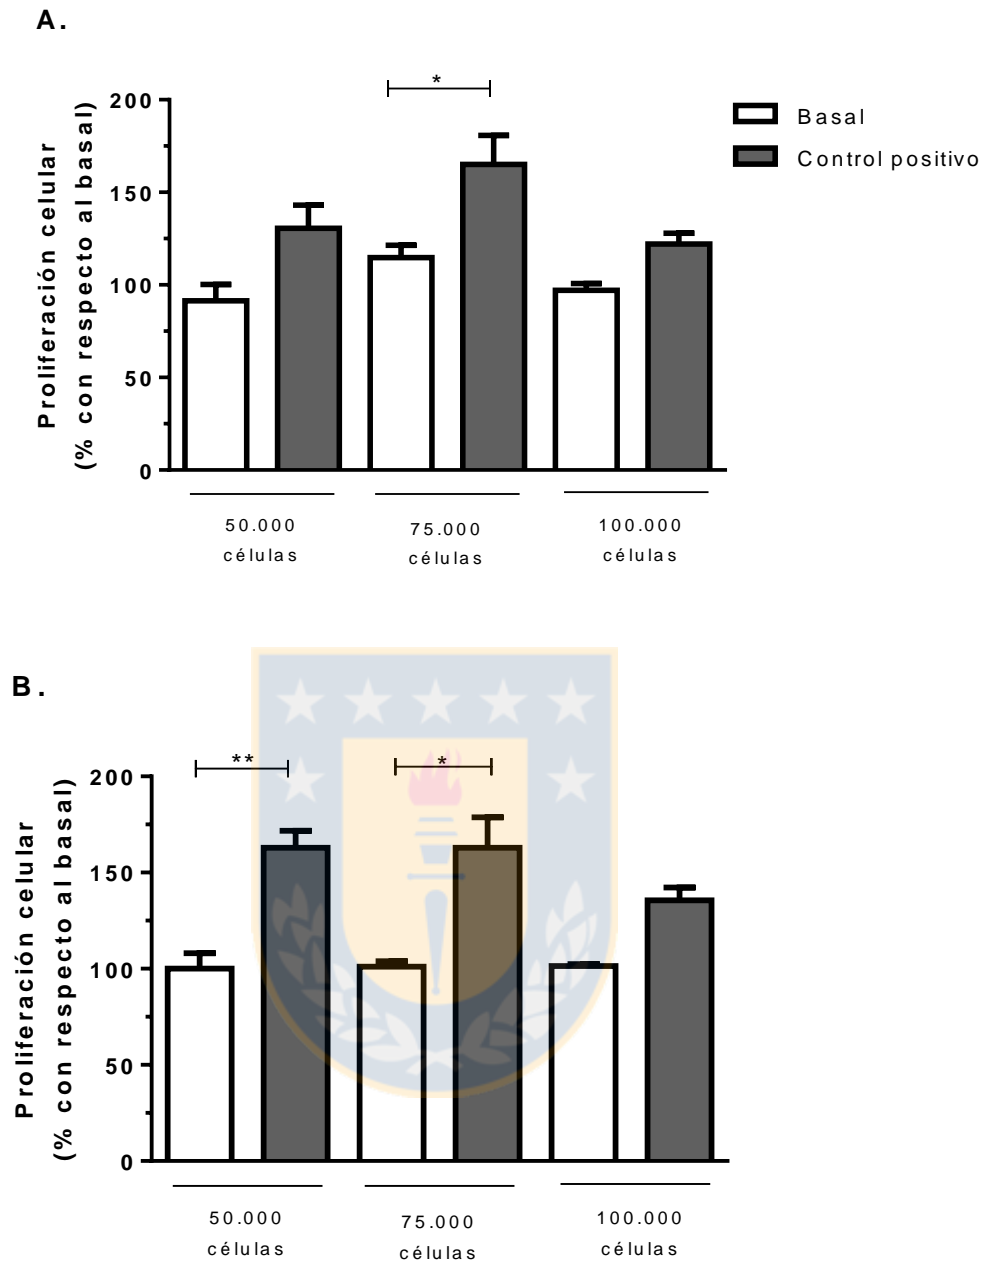 A.
*
200
150
100
50
0
Proliferación celular
(% con respecto al basal)
Basal
Control positivo
50.000
células
75.000
células
100.000
células
B.
**
*
200
150
100
50
0
Proliferación celular
(% con respecto al basal)
50.000
células
75.000
células
100.000
células